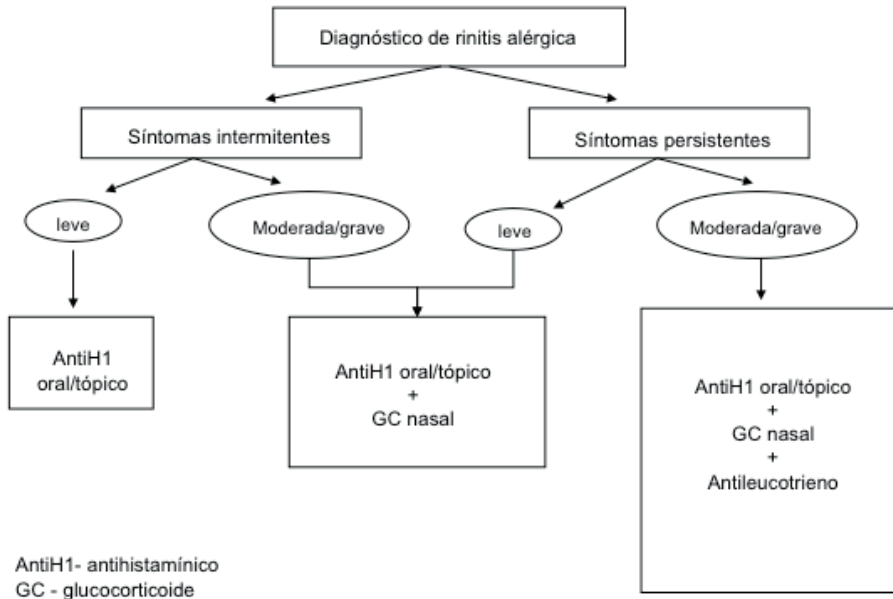 Diagnóstico de rinitis alérgica
Síntomas intermitentes
Síntomas persistentes
leve
Moderada/grave
leve
Moderada/grave
AntiH1
oral/tópico
AntiH1 oral/tópico
+
GC nasal
AntiH1 oral/tópico
+
GC nasal
+
Antileucotrieno
AntiH1- antihistamínico
GC - glucocorticoide